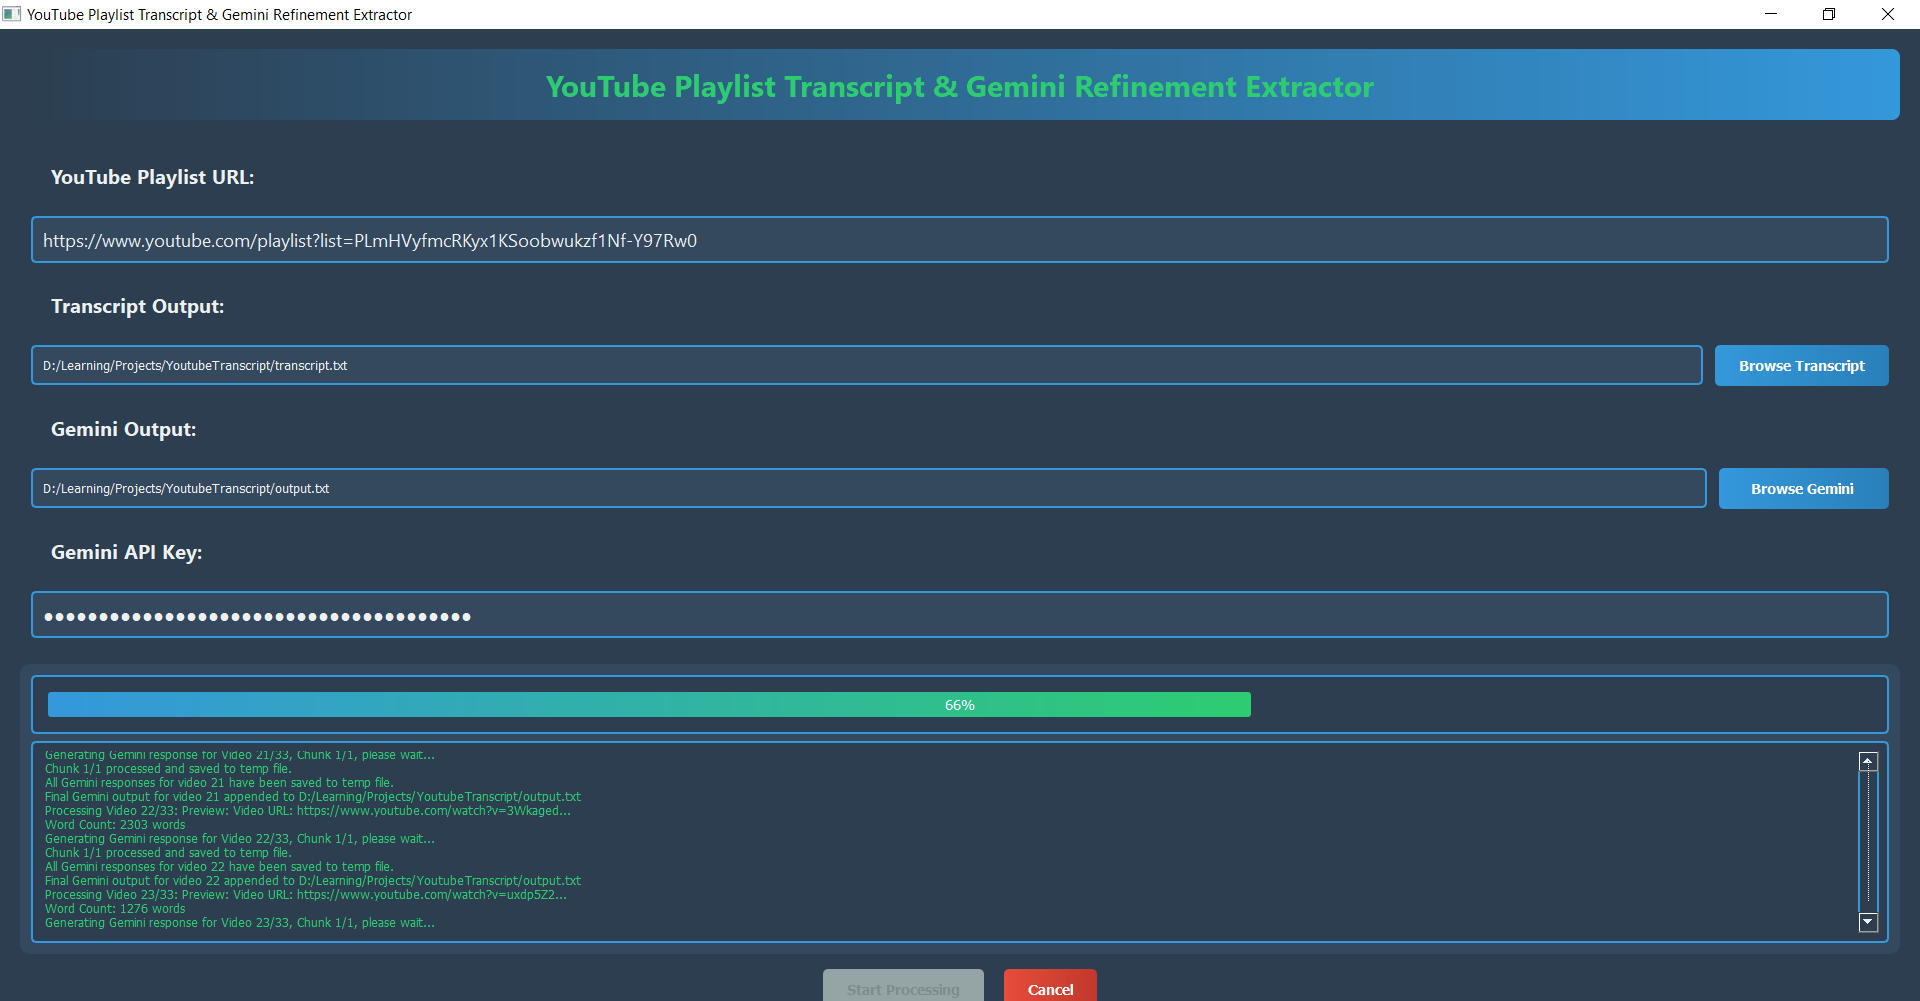 YouTube Playlist Transcript & Gemini Refinement Extractor
YouTube Playlist Transcript & Gemini Refinement Extractor
YouTube Playlist URL:
https://www.youtube.com/playlist?list=PLmHVyfmcRKyx1KSoobwukzf1Nf-Y97Rw0
Transcript Output:
D:/Learning/Projects/YoutubeTranscript/transcript.txt
Browse Transcript
Gemini Output:
D:/Learning/Projects/YoutubeTranscript/output.txt
Browse Gemini
Gemini API Key:
66%
Generating Gemini response for Video 21/33, Chunk 1/1, please wait...
Chunk 1/1 processed and saved to temp file.
All Gemini responses for video 21 have been saved to temp file.
Final Gemini output for video 21 appended to D:/Learning/Projects/YoutubeTranscript/output.txt
Processing Video 22/33: Preview: Video URL: https://www.youtube.com/watch?v=3Wkaged...
Word Count: 2303 words
Generating Gemini response for Video 22/33, Chunk 1/1, please wait...
Chunk 1/1 processed and saved to temp file.
All Gemini responses for video 22 have been saved to temp file.
Final Gemini output for video 22 appended to D:/Learning/Projects/YoutubeTranscript/output.txt
Processing Video 23/33: Preview: Video URL: https://www.youtube.com/watch?v=uxdp5Z2...
Word Count: 1276 words
Generating Gemini response for Video 23/33, Chunk 1/1, please wait...
Start Processing
Cancel